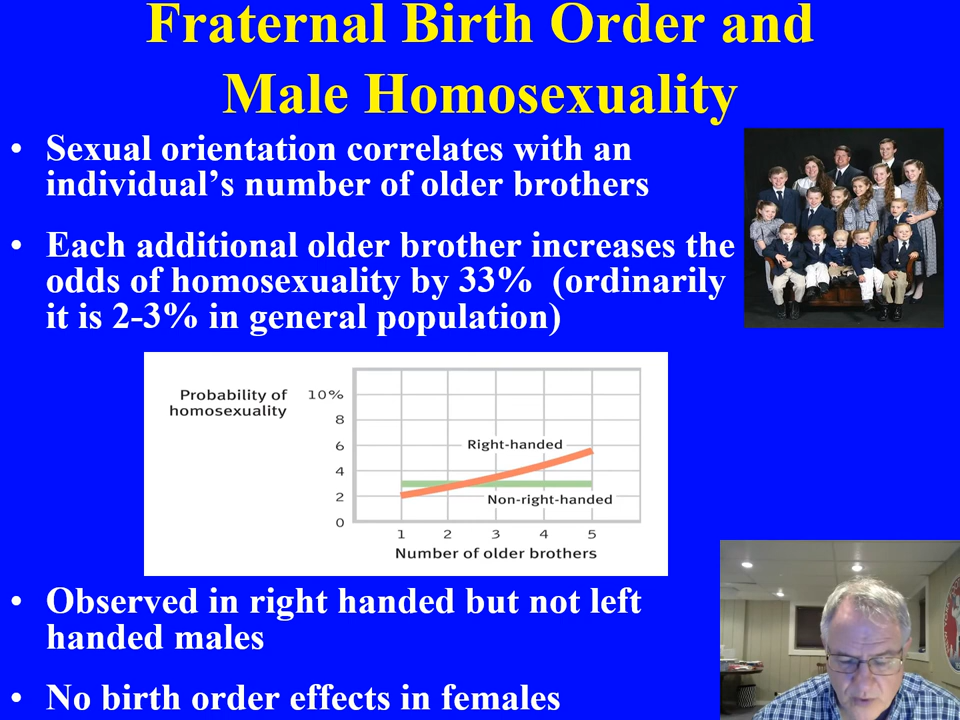 Fraternal Birth Order and
Male Homosexuality
• Sexual orientation correlates with an
individual's number of older brothers
• Each additional older brother increases the
odds of homosexuality by 33% (ordinarily
it is 2-3% in general population)
Probability of
homosexuality
10%
8
6
4
2
0
Right-handed
Non-right-handed
1 2 3 4 5
Number of older brothers
• Observed in right handed but not left
handed males
• No birth order effects in females